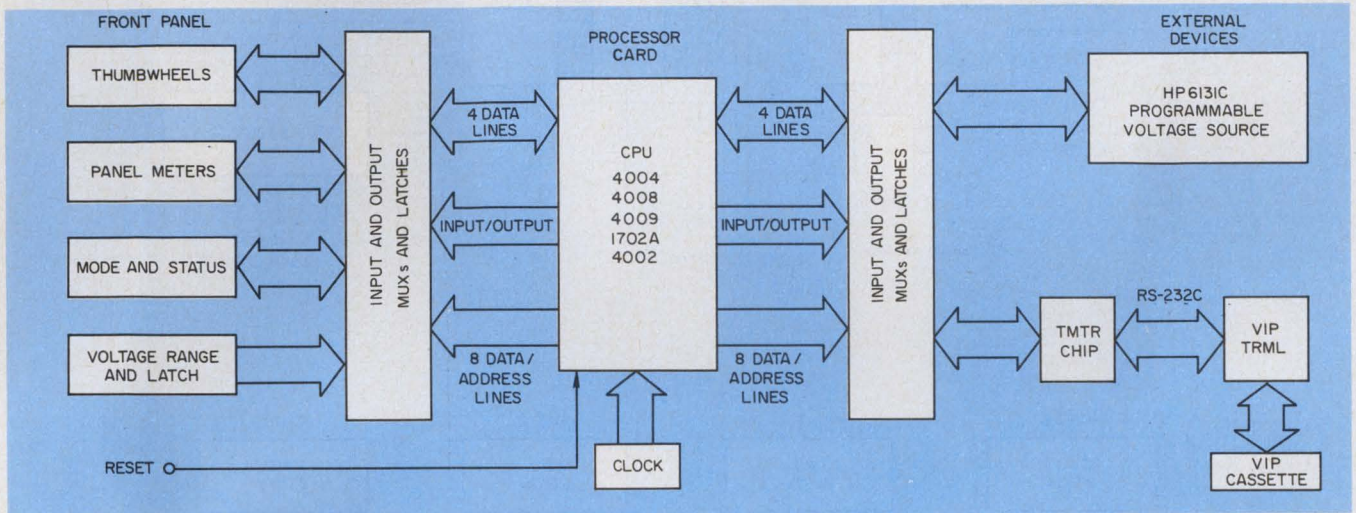 FRONT PANEL
THUMBWHEELS
PANEL METERS
MODE AND STATUS
VOLTAGE RANGE
AND LATCH
RESET
INPUT AND OUTPUT
MUXs AND LATCHES
4 DATA
LINES
INPUT/OUTPUT
8 DATA/
ADDRESS
LINES
PROCESSOR
CARD
CPU
4004
4008
4009
1702A
4002
CLOCK
4 DATA
LINES
INPUT/OUTPUT
8 DATA/
ADDRESS
LINES
INPUT AND OUTPUT
MUXs AND LATCHES
EXTERNAL
DEVICES
HP 6131C
PROGRAMMABLE
VOLTAGE SOURCE
TMTR
CHIP
RS-232C
VIP
TRML
VIP
CASSETTE